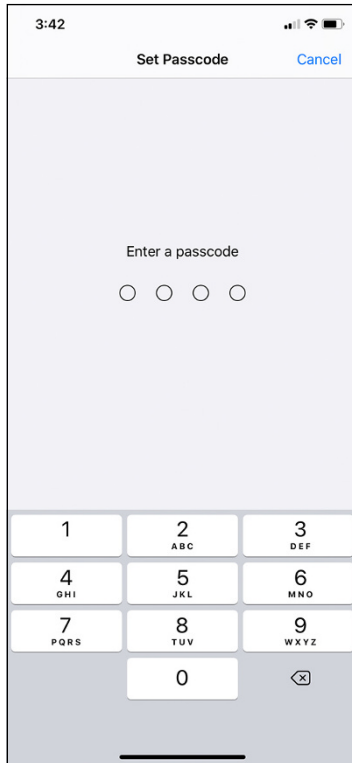 3:42
Set Passcode Cancel
Enter a passcode
1 2 3
ABC DEF
4 5 6
GHI JKL MNO
7 8 9
PQRS TUV WXYZ
0